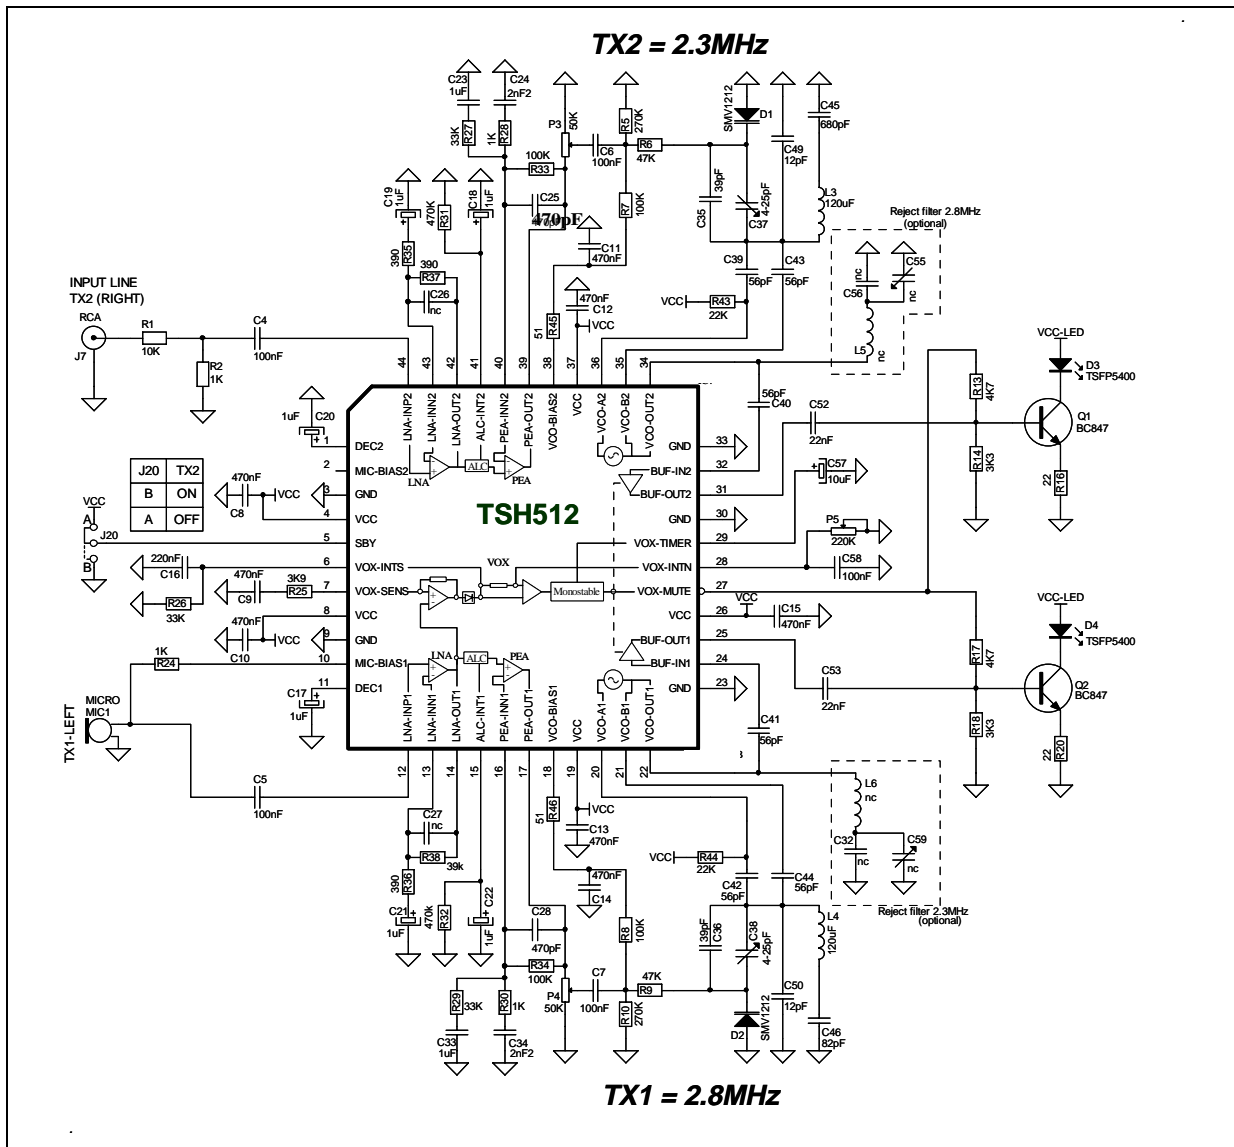 TX2 = 2.3MHz
C23
1uF
C24
2nF2
33K
R27
1K
R28
P3
50K
100K
R33
C6
100nF
R5
270K
R6
47K
R7
100K
SMV1212
D1
C49
12pF
C45
680pF
39pF
C35
4-25pF
C37
L3
120uF
C19
1uF
470K
R31
C18
1uF
C25
470pF
C11
470nF
390
R35
390
R37
C26
nc
470nF
C12
VCC
51
R45
C39
56pF
C43
56pF
VCC
R43
22K
Reject filter 2.8MHz
(optional)
nc
C56
C55
nc
L5
nc
INPUT LINE
TX2 (RIGHT)
RCA
J7
R1
10K
R2
1K
C4
100nF
44
43
42
41
40
39
38
37
36
35
34
LNA-INP2
LNA-INN2
LNA-OUT2
ALC-INT2
PEA-INN2
PEA-OUT2
VCO-BIAS2
VCC
VCO-A2
VCO-B2
VCO-OUT2
56pF
C40
C52
22nF
VCC-LED
D3
TSFP5400
R13
4K7
Q1
BC847
R14
3K3
22
R16
1uF
C20
1
DEC2
2
MIC-BIAS2
3
GND
4
VCC
5
SBY
6
VOX-INTS
7
VOX-SENS
8
VCC
9
GND
10
MIC-BIAS1
11
DEC1
LNA
ALC
PEA
TSH512
VOX
Monostable
LNA
ALC
PEA
GND
33
BUF-IN2
32
BUF-OUT2
31
GND
30
VOX-TIMER
29
VOX-INTN
28
VOX-MUTE
27
VCC
26
BUF-OUT1
25
BUF-IN1
24
GND
23
C57
10uF
P5
220K
C58
100nF
VCC
C15
470nF
J20 TX2
B ON
A OFF
VCC
A
J20
B
470nF
C8
VCC
220nF
C16
R26
33K
470nF
C9
3K9
R25
470nF
C10
VCC
1K
R24
C17
1uF
MICRO
MIC1
TX1-LEFT
C5
100nF
LNA-INP1
LNA-INN1
LNA-OUT1
ALC-INT1
PEA-INN1
PEA-OUT1
VCO-BIAS1
VCC
VCO-A1
VCO-B1
VCO-OUT1
12
13
14
15
16
17
18
19
20
21
22
C53
22nF
C41
56pF
VCC-LED
D4
TSFP5400
R17
4K7
Q2
BC847
R18
3K3
22
R20
C27
nc
R38
39k
390
R36
C21
1uF
470k
R32
C22
1uF
51
R46
VCC
C13
470nF
470nF
C14
C28
470pF
R34
100K
R8
100K
VCC
R44
22K
C42
56pF
C44
56pF
L6
nc
C32
nc
C59
nc
Reject filter 2.3MHz
(optional)
39pF
C36
C38
4-25pF
L4
120uF
R29
33K
R30
1K
C33
1uF
C34
2nF2
P4
50K
C7
100nF
47K
R9
R10
270K
D2
SMV1212
C50
12pF
C46
82pF
TX1 = 2.8MHz